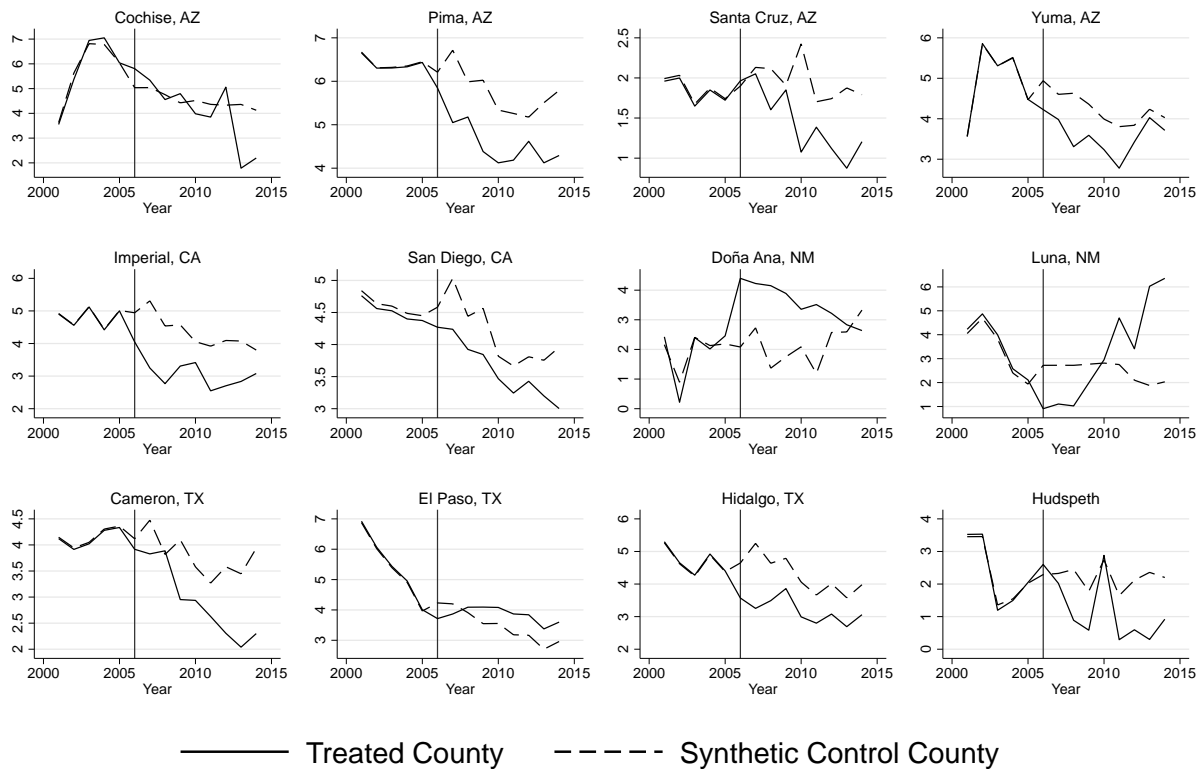 Cochise, AZ
7
6
5
4
3
2
2000 2005 2010 2015
Year
Pima, AZ
7
6
5
4
2000 2005 2010 2015
Year
Santa Cruz, AZ
2.5
2
1.5
1
2000 2005 2010 2015
Year
Yuma, AZ
6
5
4
3
2000 2005 2010 2015
Year
Imperial, CA
6
5
4
3
2
2000 2005 2010 2015
Year
San Diego, CA
5
4.5
4
3.5
3
2000 2005 2010 2015
Year
Doña Ana, NM
4
3
2
1
0
2000 2005 2010 2015
Year
Luna, NM
6
5
4
3
2
1
2000 2005 2010 2015
Year
Cameron, TX
4.5
4
3.5
3
2.5
2
2000 2005 2010 2015
Year
El Paso, TX
7
6
5
4
3
2000 2005 2010 2015
Year
Hidalgo, TX
6
5
4
3
2
2000 2005 2010 2015
Year
Hudspeth
4
3
2
1
0
2000 2005 2010 2015
Year
Treated County Synthetic Control County